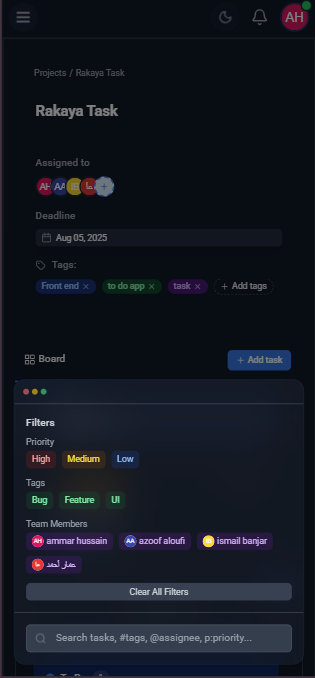 AH
Projects / Rakaya Task
Rakaya Task
Assigned to
AH AA
Deadline
Aug 05, 2025
Tags:
Front end × to do app × task × + Add tags
Board + Add task
Filters
Priority
High Medium Low
Tags
Bug Feature UI
Team Members
AH ammar hussain AA azoof aloufi ismail banjar
عمار أحمد
Clear All Filters
Search tasks, #tags, @assignee, p:priority...